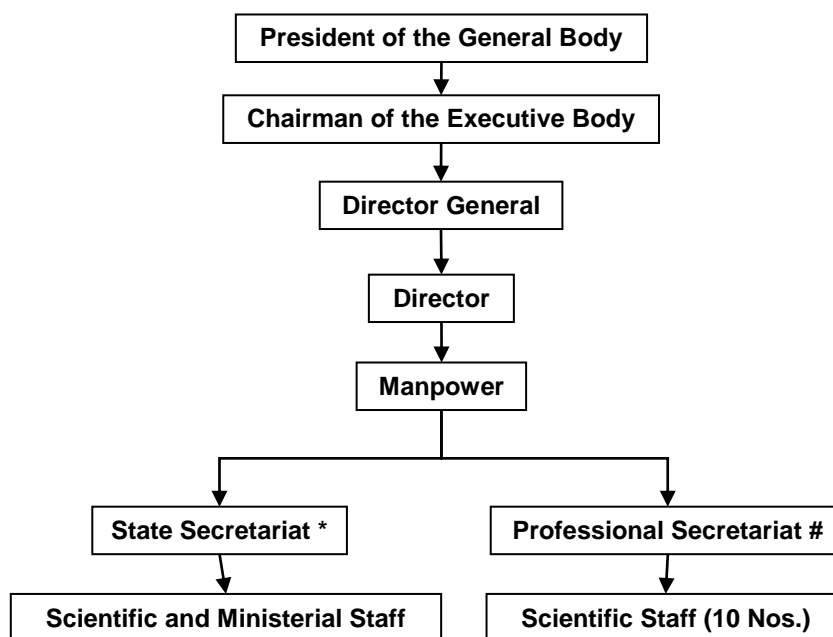 President of the General Body
Chairman of the Executive Body
Director General
Director
Manpower
State Secretariat *
Professional Secretariat #
Scientific and Ministerial Staff
Scientific Staff (10 Nos.)